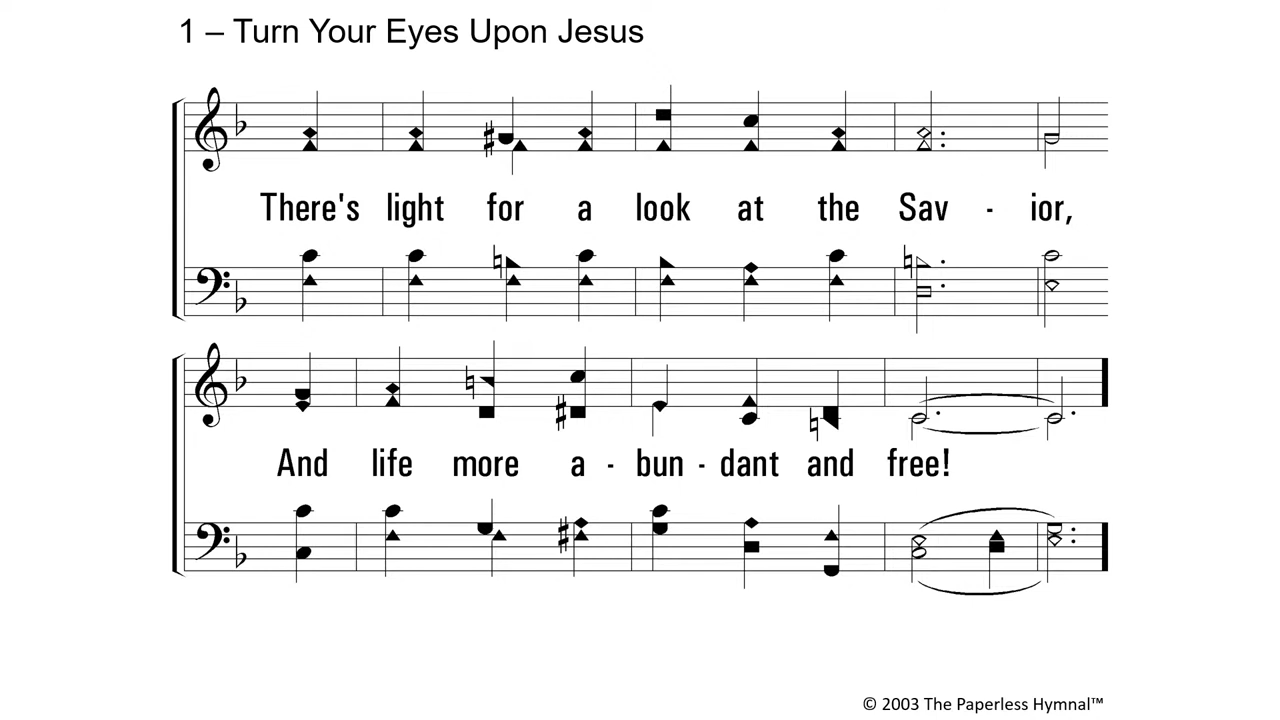 1 – Turn Your Eyes Upon Jesus
There's light for a look at the Sav - ior,
And life more a - bun - dant and free!
© 2003 The Paperless Hymnal™